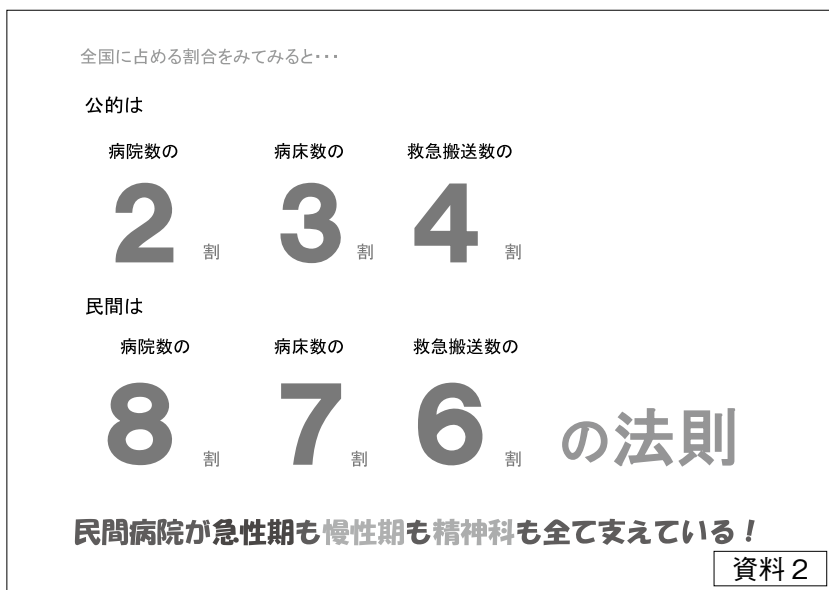 全国に占める割合をみてみると･･･
公的は
病院数の 病床数の 救急搬送数の
2割 3割 4割
民間は
病院数の 病床数の 救急搬送数の
8割 7割 6割 の法則
民間病院が急性期も慢性期も精神科も全て支えている！
資料２